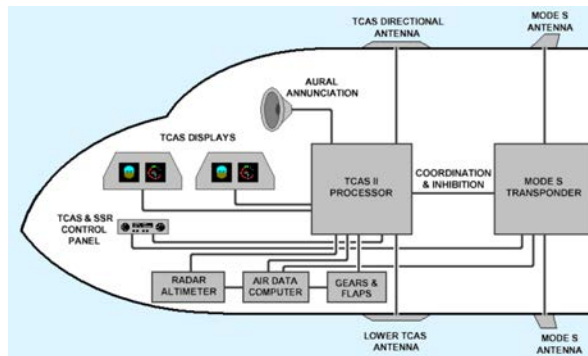 TCAS DIRECTIONAL
ANTENNA
MODE S
ANTENNA
AURAL
ANNUNCIATION
TCAS DISPLAYS
TCAS II
PROCESSOR
COORDINATION
& INHIBITION
MODE S
TRANSPONDER
TCAS & SSR
CONTROL
PANEL
RADAR
ALTIMETER
AIR DATA
COMPUTER
GEARS &
FLAPS
LOWER TCAS
ANTENNA
MODE S
ANTENNA